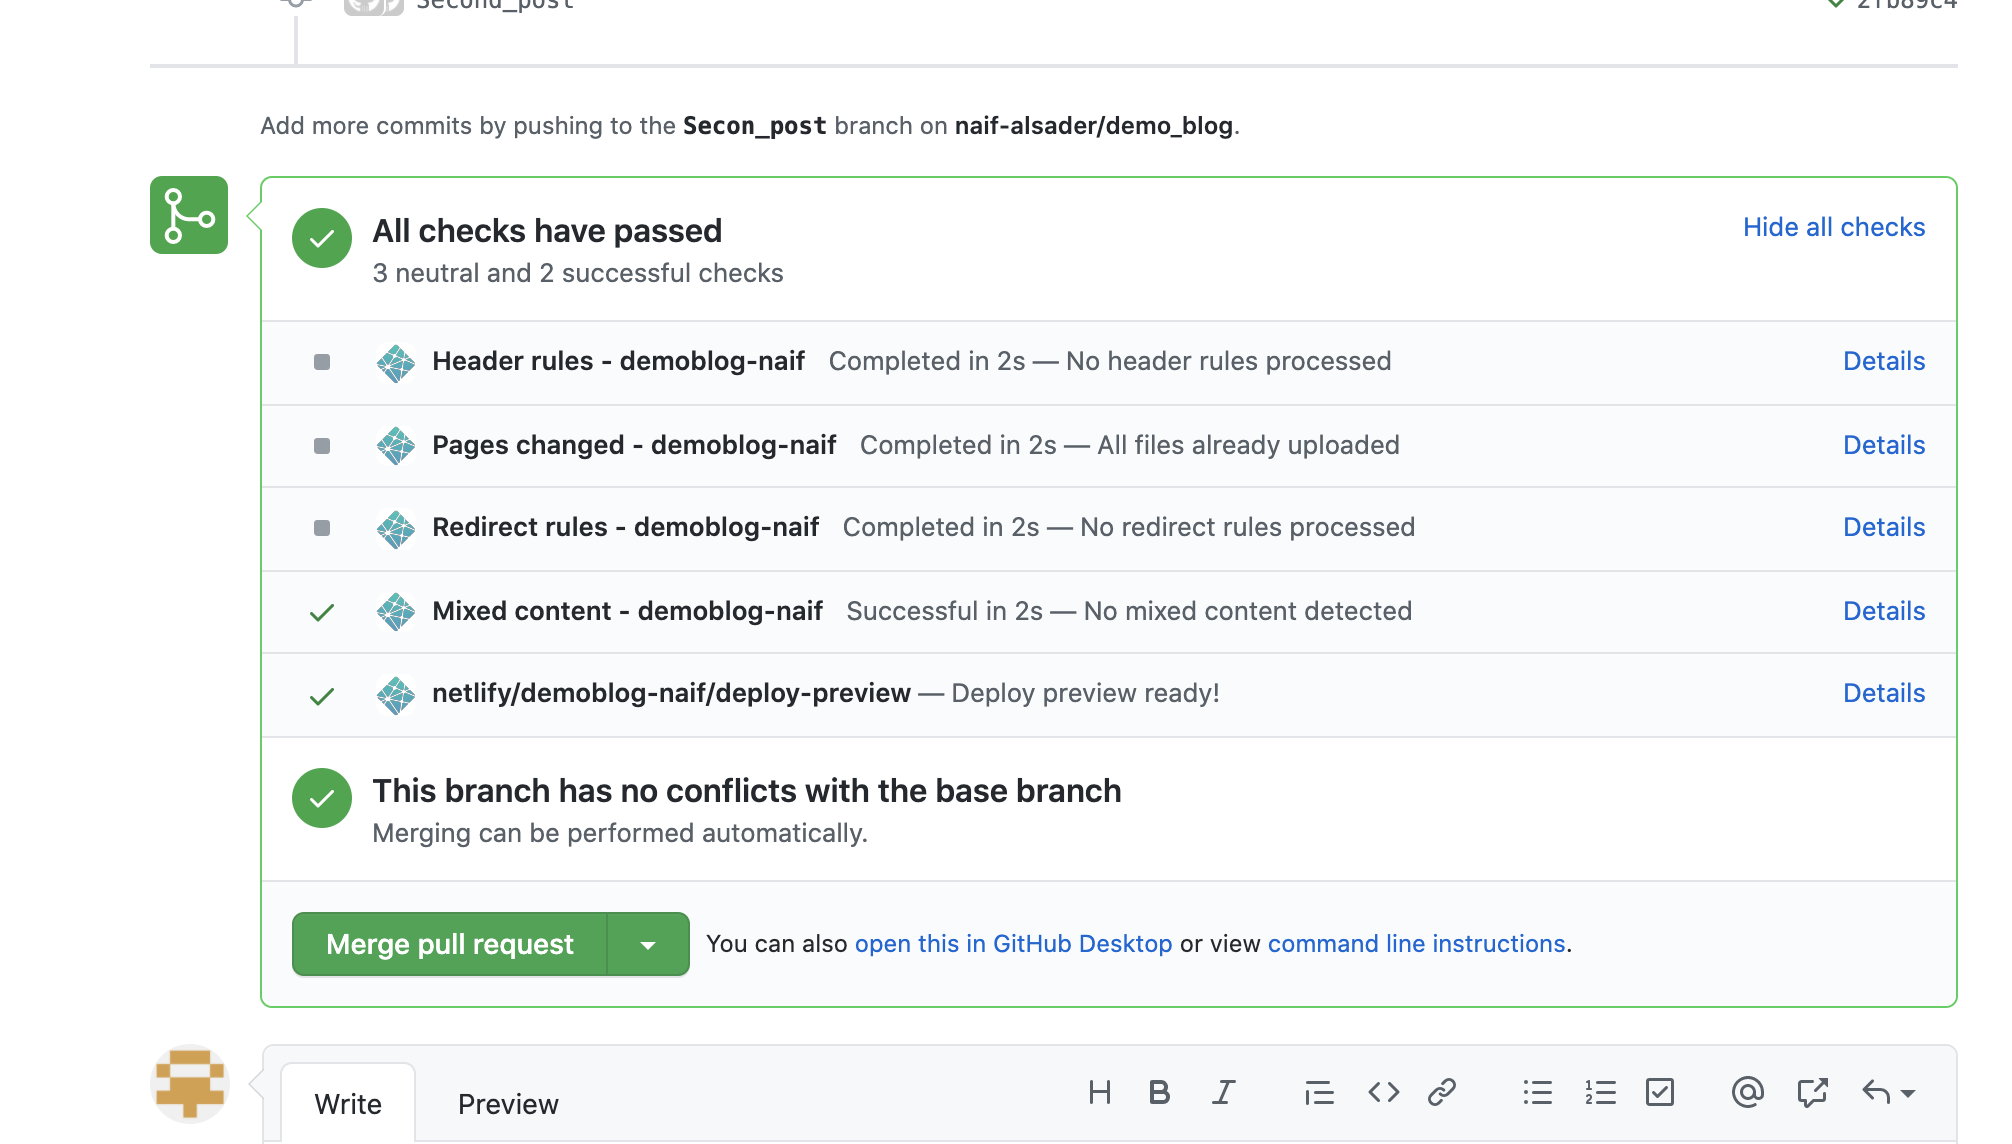 Second_post 2fb89c4
Add more commits by pushing to the Secon_post branch on naif-alsader/demo_blog.
All checks have passed
Hide all checks
3 neutral and 2 successful checks
Header rules - demoblog-naif Completed in 2s — No header rules processed Details
Pages changed - demoblog-naif Completed in 2s — All files already uploaded Details
Redirect rules - demoblog-naif Completed in 2s — No redirect rules processed Details
Mixed content - demoblog-naif Successful in 2s — No mixed content detected Details
netlify/demoblog-naif/deploy-preview — Deploy preview ready! Details
This branch has no conflicts with the base branch
Merging can be performed automatically.
Merge pull request You can also open this in GitHub Desktop or view command line instructions.
Write Preview